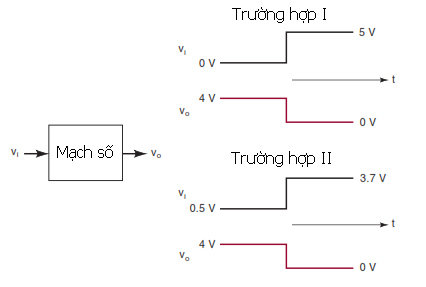 Trường hợp I
vi
0 V
5 V
t
4 V
vo
0 V
vi
Mạch số
vo
Trường hợp II
vi
0.5 V
3.7 V
t
4 V
vo
0 V